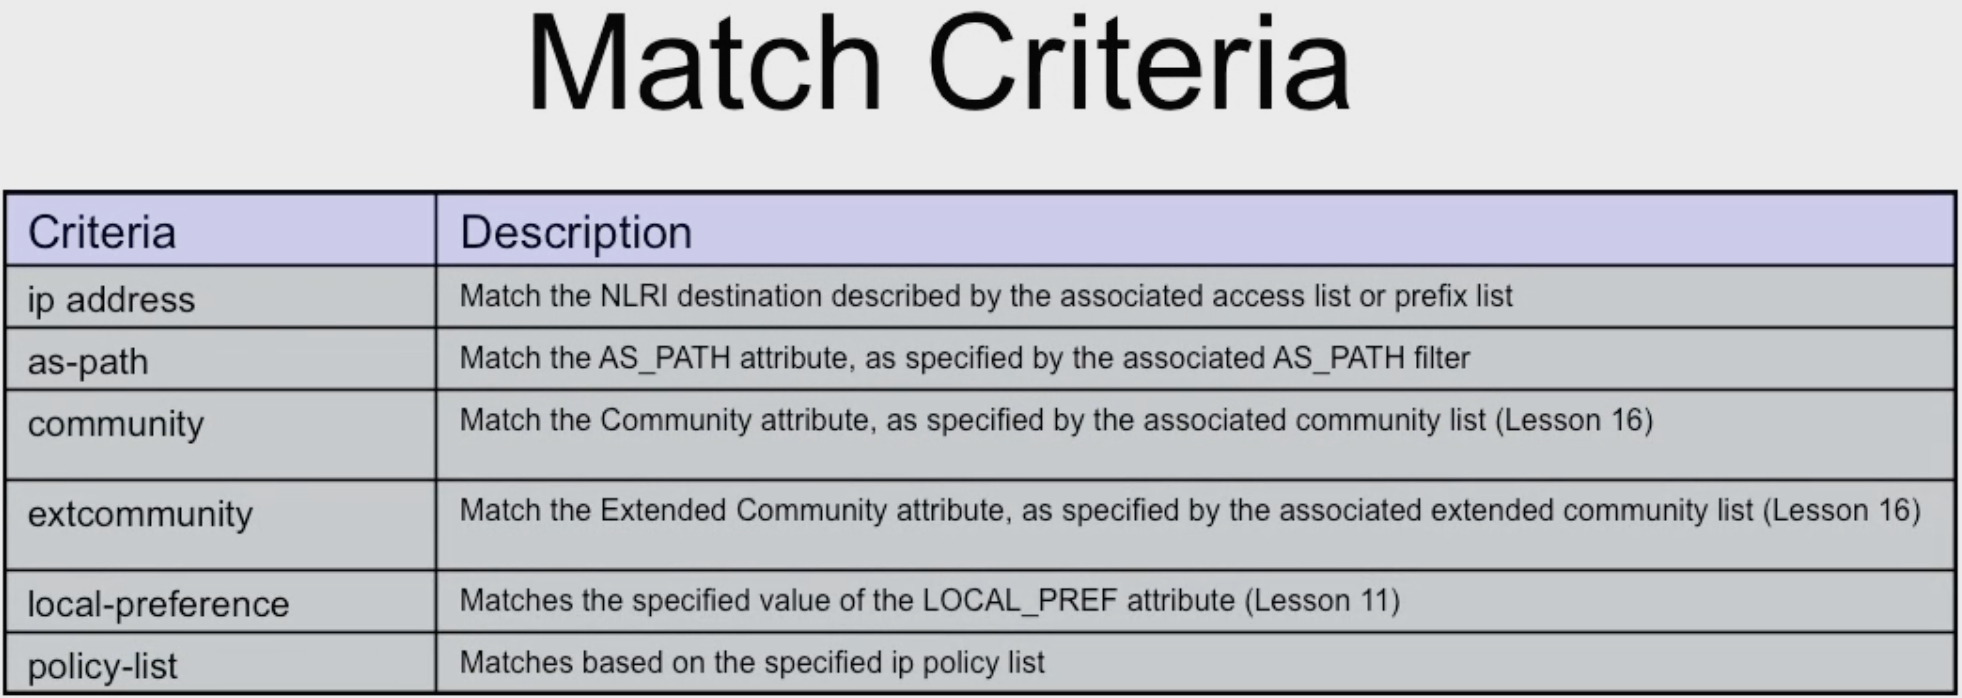 Match Criteria
Criteria Description
ip address Match the NLRI destination described by the associated access list or prefix list
as-path Match the AS_PATH attribute, as specified by the associated AS_PATH filter
community Match the Community attribute, as specified by the associated community list (Lesson 16)
extcommunity Match the Extended Community attribute, as specified by the associated extended community list (Lesson 16)
local-preference Matches the specified value of the LOCAL_PREF attribute (Lesson 11)
policy-list Matches based on the specified ip policy list